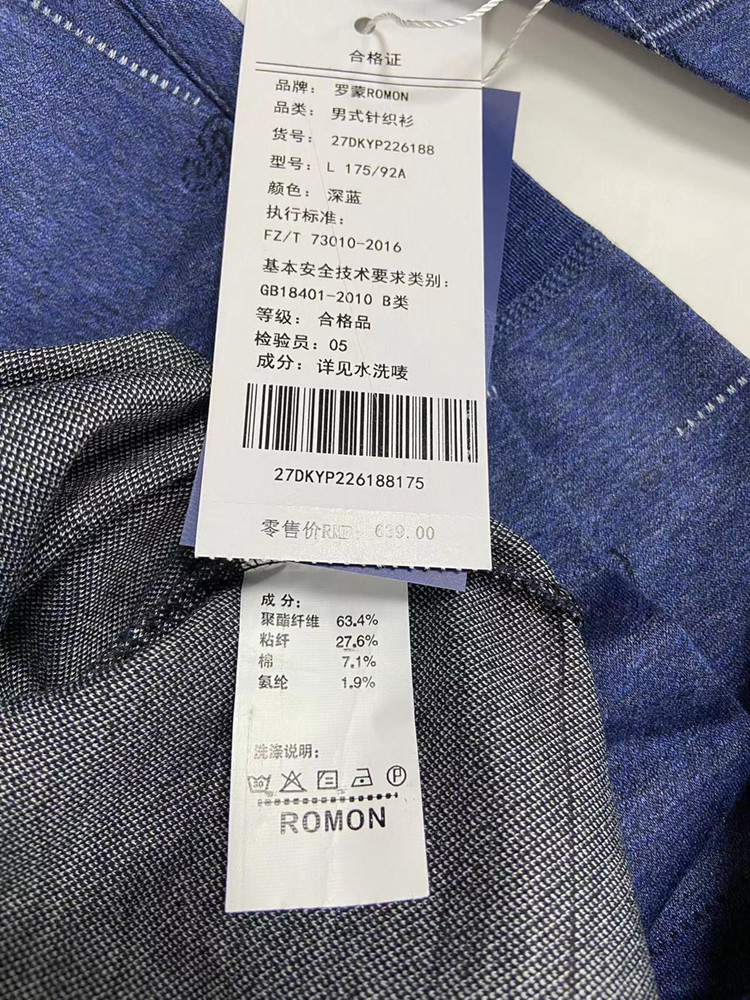 合格证
品牌: 罗蒙ROMON
品类: 男式针织衫
货号: 27DKYP226188
型号: L 175/92A
颜色: 深蓝
执行标准:
FZ/T 73010-2016
基本安全技术要求类别:
GB18401-2010 B类
等级: 合格品
检验员: 05
成分: 详见水洗唛
27DKYP226188175
零售价RMB: 639.00
成分:
聚酯纤维 63.4%
粘纤 27.6%
棉 7.1%
氨纶 1.9%
洗涤说明:
30 P
ROMON